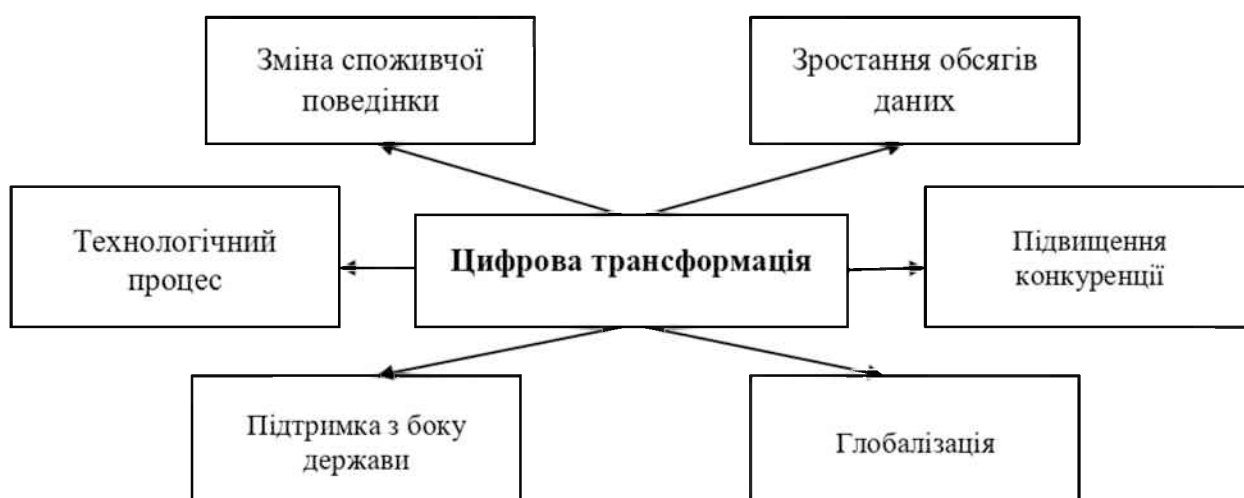 Зміна споживчої
поведінки
Зростання обсягів
даних
Технологічний
процес
Цифрова трансформація
Підвищення
конкуренції
Підтримка з боку
держави
Глобалізація